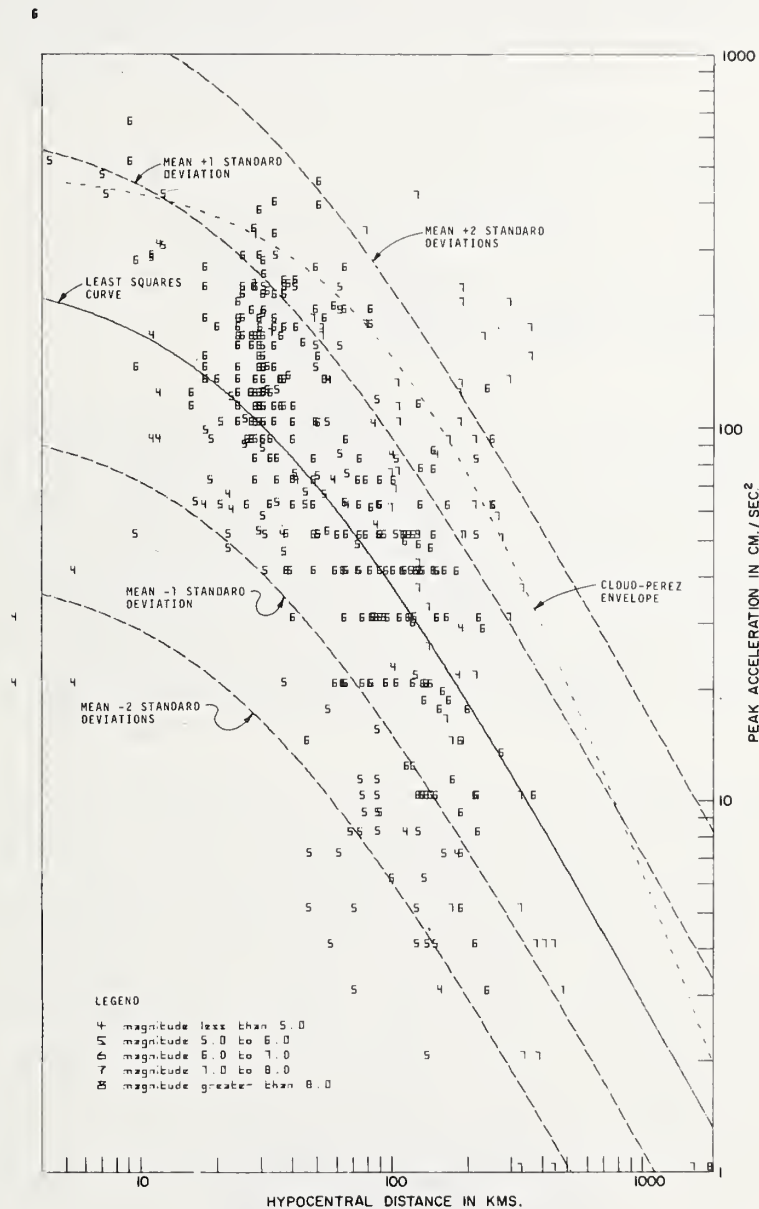 6
1000
MEAN +1 STANDARD
DEVIATION
MEAN +2 STANDARD
DEVIATIONS
LEAST SQUARES
CURVE
100
PEAK ACCELERATION IN CM./SEC.²
CLOUD-PEREZ
ENVELOPE
MEAN -1 STANDARD
DEVIATION
MEAN -2 STANDARD
DEVIATIONS
10
LEGEND
4 magnitude less than 5.0
5 magnitude 5.0 to 6.0
6 magnitude 6.0 to 7.0
7 magnitude 7.0 to 8.0
8 magnitude greater than 8.0
1
10 100 1000
HYPOCENTRAL DISTANCE IN KMS.